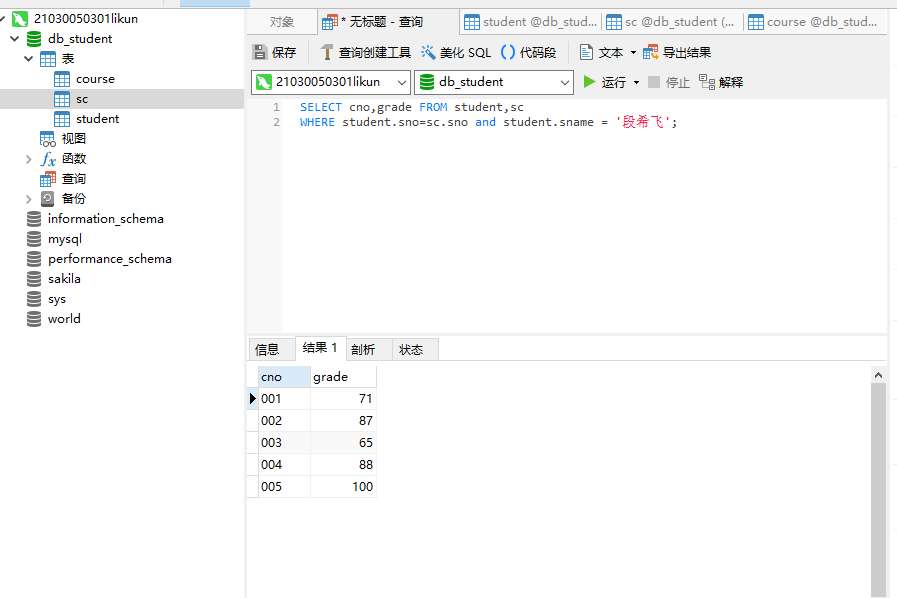 21030050301likun
db_student
表
course
sc
student
视图
fx 函数
查询
备份
information_schema
mysql
performance_schema
sakila
sys
world
对象 * 无标题 - 查询 student @db_stud... sc @db_student (... course @db_stud...
保存 查询创建工具 美化 SQL () 代码段 文本 导出结果
21030050301likun db_student 运行 停止 解释
1 SELECT cno,grade FROM student,sc
2 WHERE student.sno=sc.sno and student.sname = '段希飞';
信息 结果 1 剖析 状态
cno grade
001 71
002 87
003 65
004 88
005 100